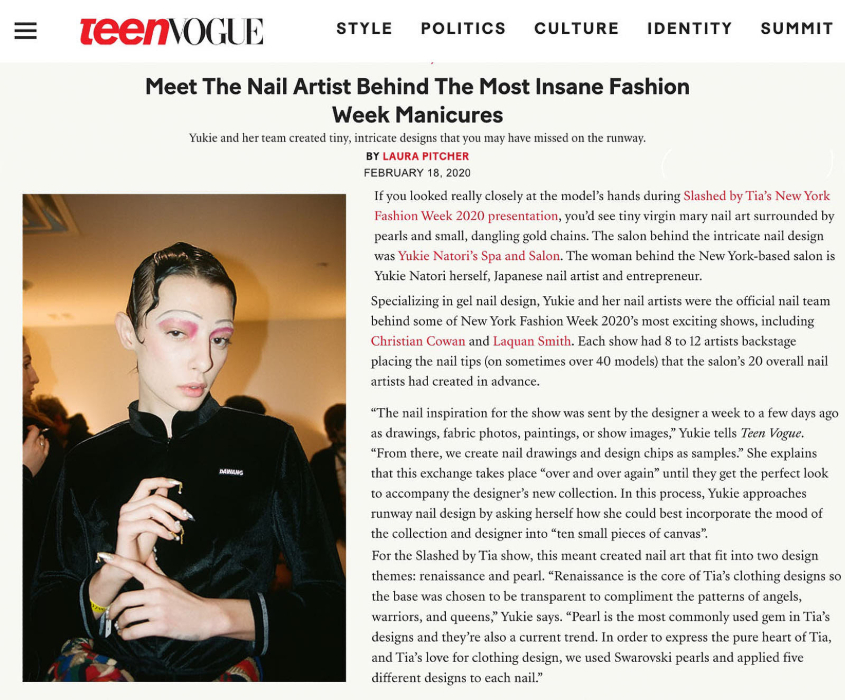 teenVOGUE
STYLE POLITICS CULTURE IDENTITY SUMMIT
Meet The Nail Artist Behind The Most Insane Fashion
Week Manicures
Yukie and her team created tiny, intricate designs that you may have missed on the runway.
BY LAURA PITCHER
FEBRUARY 18, 2020
If you looked really closely at the model’s hands during Slashed by Tia’s New York
Fashion Week 2020 presentation, you’d see tiny virgin mary nail art surrounded by
pearls and small, dangling gold chains. The salon behind the intricate nail design
was Yukie Natori’s Spa and Salon. The woman behind the New York-based salon is
Yukie Natori herself, Japanese nail artist and entrepreneur.
Specializing in gel nail design, Yukie and her nail artists were the official nail team
behind some of New York Fashion Week 2020’s most exciting shows, including
Christian Cowan and Laquan Smith. Each show had 8 to 12 artists backstage
placing the nail tips (on sometimes over 40 models) that the salon’s 20 overall nail
artists had created in advance.
“The nail inspiration for the show was sent by the designer a week to a few days ago
as drawings, fabric photos, paintings, or show images,” Yukie tells Teen Vogue.
“From there, we create nail drawings and design chips as samples.” She explains
that this exchange takes place “over and over again” until they get the perfect look
to accompany the designer’s new collection. In this process, Yukie approaches
runway nail design by asking herself how she could best incorporate the mood of
the collection and designer into “ten small pieces of canvas”.
For the Slashed by Tia show, this meant created nail art that fit into two design
themes: renaissance and pearl. “Renaissance is the core of Tia’s clothing designs so
the base was chosen to be transparent to compliment the patterns of angels,
warriors, and queens,” Yukie says. “Pearl is the most commonly used gem in Tia’s
designs and they’re also a current trend. In order to express the pure heart of Tia,
and Tia’s love for clothing design, we used Swarovski pearls and applied five
different designs to each nail.”